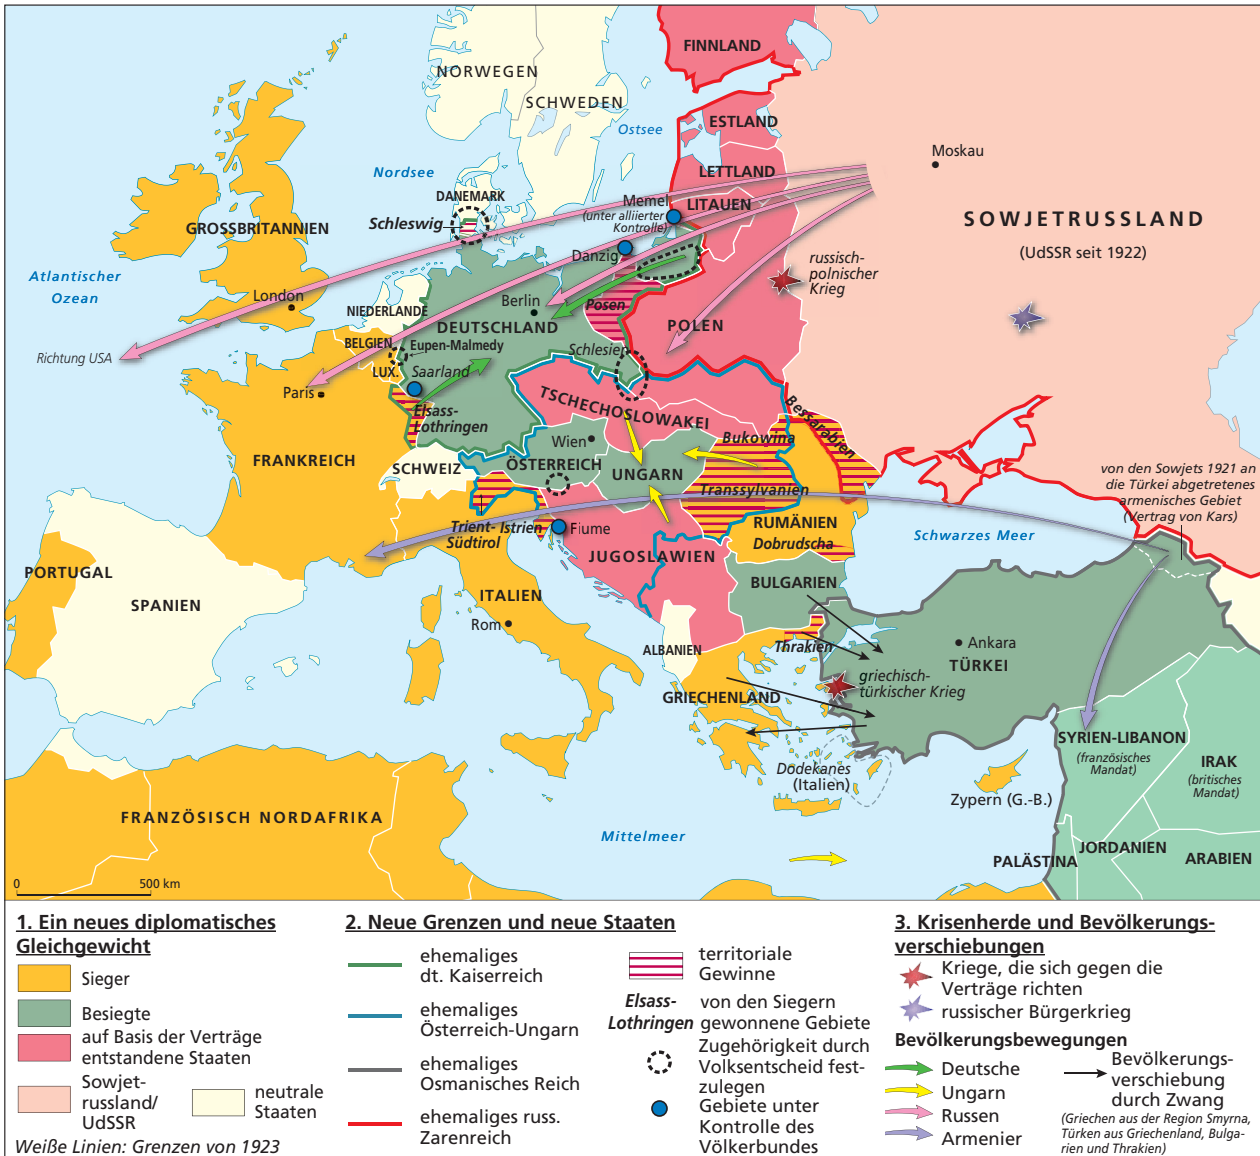 FINNLAND
NORWEGEN
SCHWEDEN
ESTLAND
Ostsee
Moskau
LETTLAND
Nordsee
DÄNEMARK
Memel
(unter alliierter
Kontrolle)
LITAUEN
Schleswig
GROSSBRITANNIEN
SOWJETRUSSLAND
(UdSSR seit 1922)
Danzig
russisch-
polnischer
Krieg
Atlantischer
Ozean
London
Berlin
Posen
NIEDERLANDE
DEUTSCHLAND
POLEN
BELGIEN
Eupen-Malmedy
Schlesien
Richtung USA
LUX.
Saarland
Paris
TSCHECHOSLOWAKEI
Elsass-
Lothringen
Bessarabien
Wien
Bukowina
FRANKREICH
SCHWEIZ
ÖSTERREICH
UNGARN
von den Sowjets 1921 an
die Türkei abgetretenes
armenisches Gebiet
(Vertrag von Kars)
Transsylvanien
Trient-
Südtirol
Istrien
Fiume
RUMÄNIEN
Dobrudscha
Schwarzes Meer
JUGOSLAWIEN
PORTUGAL
SPANIEN
ITALIEN
BULGARIEN
Rom
ALBANIEN
Thrakien
Ankara
TÜRKEI
griechisch-
türkischer Krieg
GRIECHENLAND
SYRIEN-LIBANON
(französisches
Mandat)
IRAK
(britisches
Mandat)
Dodekanes
(Italien)
Zypern (G.-B.)
FRANZÖSISCH NORDAFRIKA
Mittelmeer
JORDANIEN
PALÄSTINA
ARABIEN
0 500 km
1. Ein neues diplomatisches
Gleichgewicht
Sieger
Besiegte
auf Basis der Verträge
entstandene Staaten
Sowjet-
russland/
UdSSR
neutrale
Staaten
Weiße Linien: Grenzen von 1923
2. Neue Grenzen und neue Staaten
ehemaliges
dt. Kaiserreich
ehemaliges
Österreich-Ungarn
ehemaliges
Osmanisches Reich
ehemaliges russ.
Zarenreich
territoriale
Gewinne
Elsass-
Lothringen
von den Siegern
gewonnene Gebiete
Zugehörigkeit durch
Volksentscheid fest-
zulegen
Gebiete unter
Kontrolle des
Völkerbundes
3. Krisenherde und Bevölkerungs-
verschiebungen
Kriege, die sich gegen die
Verträge richten
russischer Bürgerkrieg
Bevölkerungsbewegungen
Deutsche
Ungarn
Russen
Armenier
Bevölkerungs-
verschiebung
durch Zwang
(Griechen aus der Region Smyrna,
Türken aus Griechenland, Bulga-
rien und Thrakien)